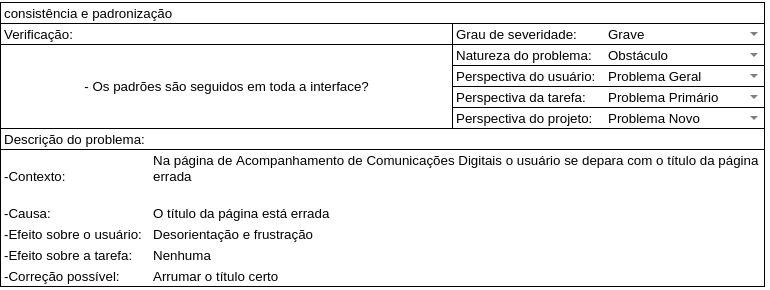 consistência e padronização
Verificação:
Grau de severidade: Grave
Natureza do problema: Obstáculo
- Os padrões são seguidos em toda a interface?
Perspectiva do usuário: Problema Geral
Perspectiva da tarefa: Problema Primário
Perspectiva do projeto: Problema Novo
Descrição do problema:
-Contexto:
Na página de Acompanhamento de Comunicações Digitais o usuário se depara com o título da página
errada
-Causa: O título da página está errada
-Efeito sobre o usuário: Desorientação e frustração
-Efeito sobre a tarefa: Nenhuma
-Correção possível: Arrumar o título certo